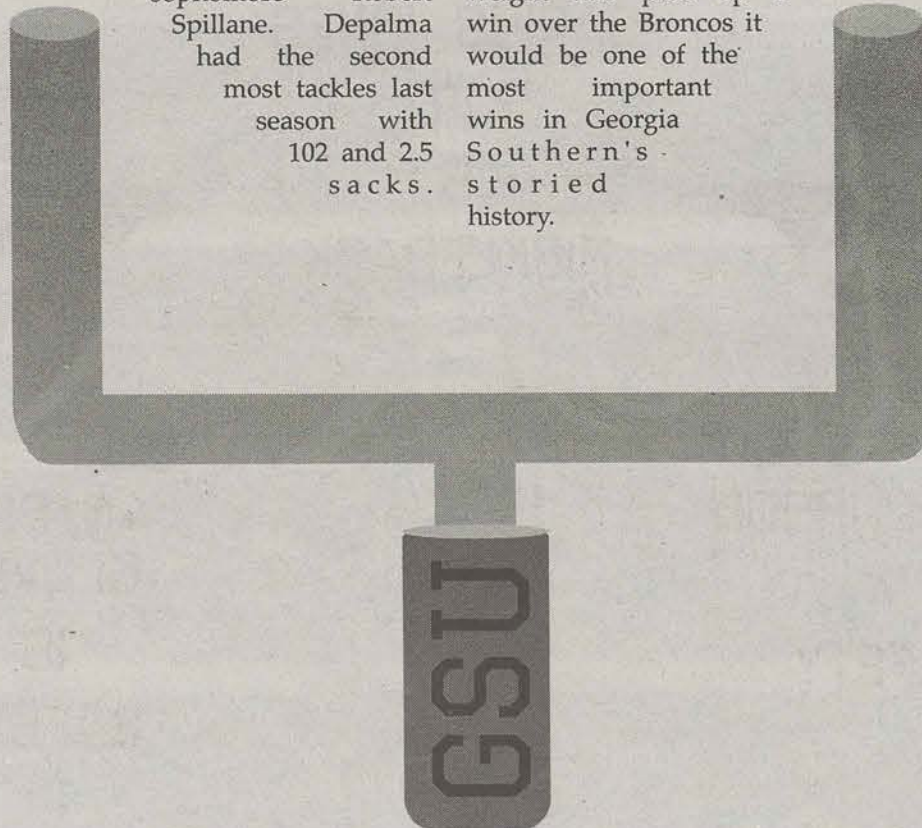 Spillane. Depalma
had the second
most tackles last
season with
102 and 2.5
sacks.
win over the Broncos it
would be one of the
most important
wins in Georgia
Southern's
storied
history.
GSU